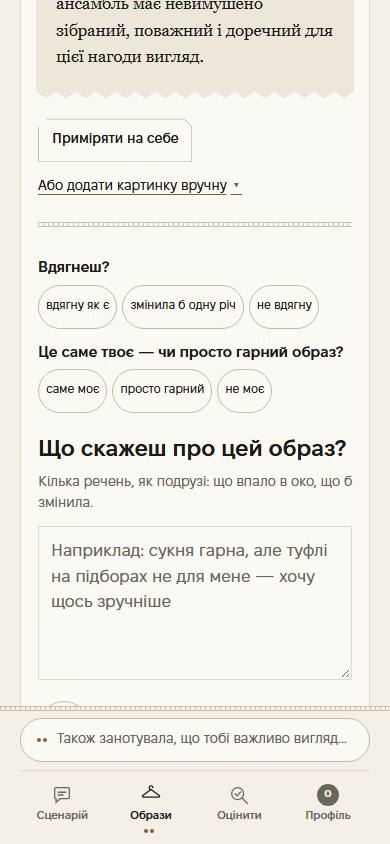 ансамбль має невимушено
зібраний, поважний і доречний для
цієї нагоди вигляд.
Приміряти на себе
Або додати картинку вручну ▾
Вдягнеш?
вдягну як є
змінила б одну річ
не вдягну
Це саме твоє — чи просто гарний образ?
саме моє
просто гарний
не моє
Що скажеш про цей образ?
Кілька речень, як подрузі: що впало в око, що б
змінила.
Наприклад: сукня гарна, але туфлі
на підборах не для мене — хочу
щось зручніше
Також занотувала, що тобі важливо вигляд...
Сценарій
Образи
Оцінити
0
Профіль